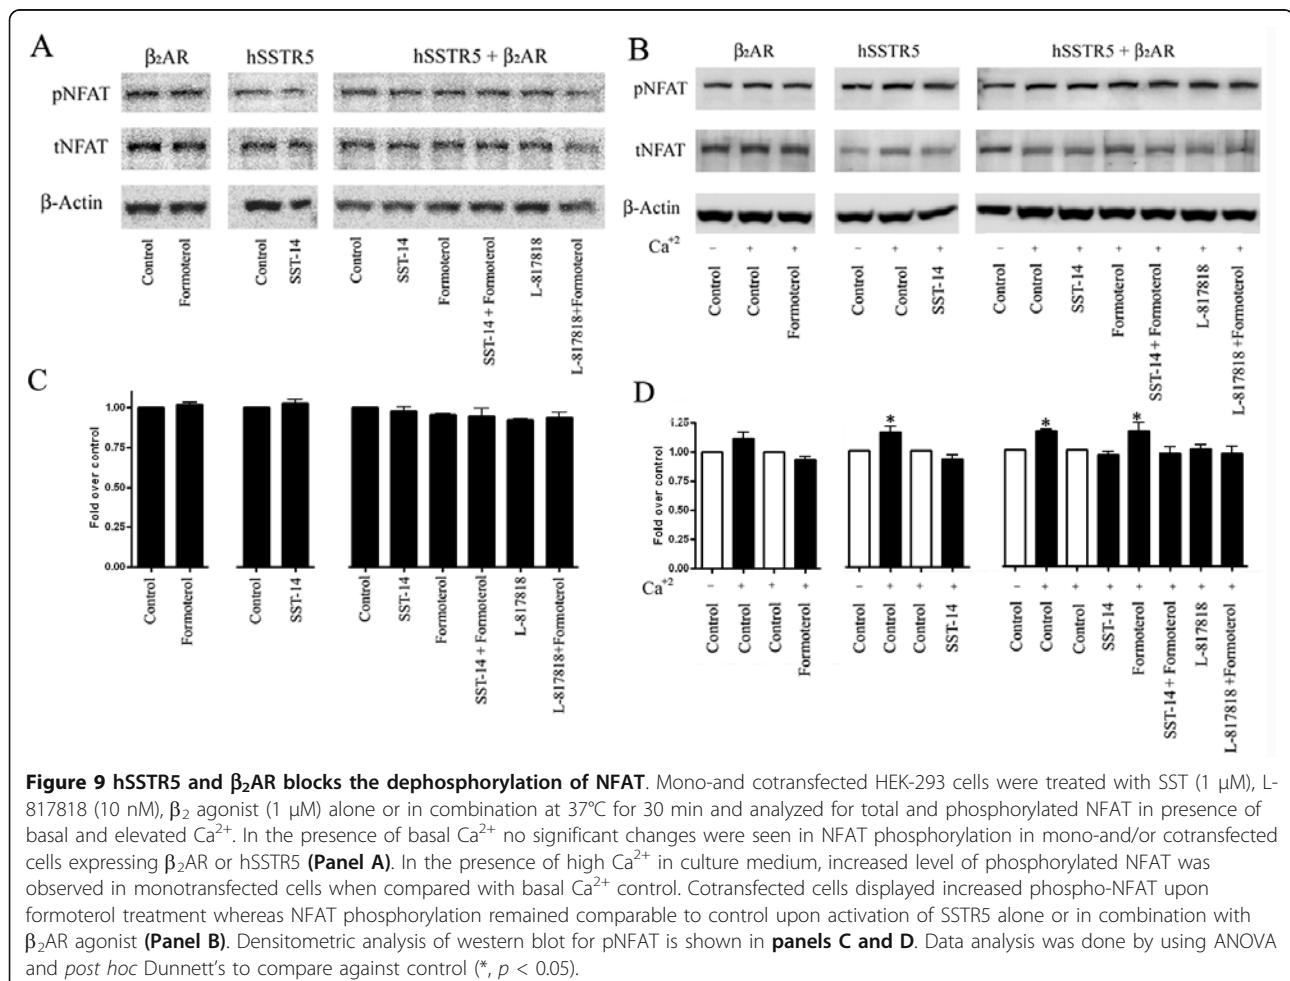 A
β₂AR hSSTR5 hSSTR5 + β₂AR
pNFAT
tNFAT
β-Actin
Control
Formoterol
Control
SST-14
Control
SST-14
Formoterol
SST-14 + Formoterol
L-817818
L-817818+Formoterol
B
β₂AR hSSTR5 hSSTR5 + β₂AR
pNFAT
tNFAT
β-Actin
Ca⁺² − + + − + + − + + + + + +
Control
Control
Formoterol
Control
Control
SST-14
Control
Control
SST-14
Formoterol
SST-14 + Formoterol
L-817818
L-817818 +Formoterol
C
Fold over control
1.00
0.75
0.50
0.25
0.00
Control
Formoterol
Control
SST-14
Control
SST-14
Formoterol
SST-14 + Formoterol
L-817818
L-817818+Formoterol
D
Fold over control
1.25
1.00
0.75
0.50
0.25
0.00
* * *
Ca⁺² − + + + − + + + − + + + + + + +
Control
Control
Control
Formoterol
Control
Control
Control
SST-14
Control
Control
Control
SST-14
Formoterol
SST-14 + Formoterol
L-817818
L-817818 +Formoterol
Figure 9 hSSTR5 and β₂AR blocks the dephosphorylation of NFAT. Mono-and cotransfected HEK-293 cells were treated with SST (1 μM), L-
817818 (10 nM), β₂ agonist (1 μM) alone or in combination at 37°C for 30 min and analyzed for total and phosphorylated NFAT in presence of
basal and elevated Ca²⁺. In the presence of basal Ca²⁺ no significant changes were seen in NFAT phosphorylation in mono-and/or cotransfected
cells expressing β₂AR or hSSTR5 (Panel A). In the presence of high Ca²⁺ in culture medium, increased level of phosphorylated NFAT was
observed in monotransfected cells when compared with basal Ca²⁺ control. Cotransfected cells displayed increased phospho-NFAT upon
formoterol treatment whereas NFAT phosphorylation remained comparable to control upon activation of SSTR5 alone or in combination with
β₂AR agonist (Panel B). Densitometric analysis of western blot for pNFAT is shown in panels C and D. Data analysis was done by using ANOVA
and post hoc Dunnett's to compare against control (*, p < 0.05).